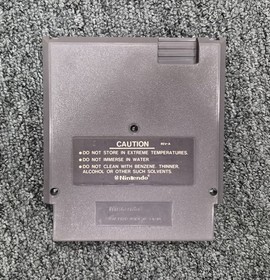 CAUTION REV-A
●DO NOT STORE IN EXTREME TEMPERATURES.
●DO NOT IMMERSE IN WATER
●DO NOT CLEAN WITH BENZENE, THINNER,
ALCOHOL OR OTHER SUCH SOLVENTS.
Nintendo